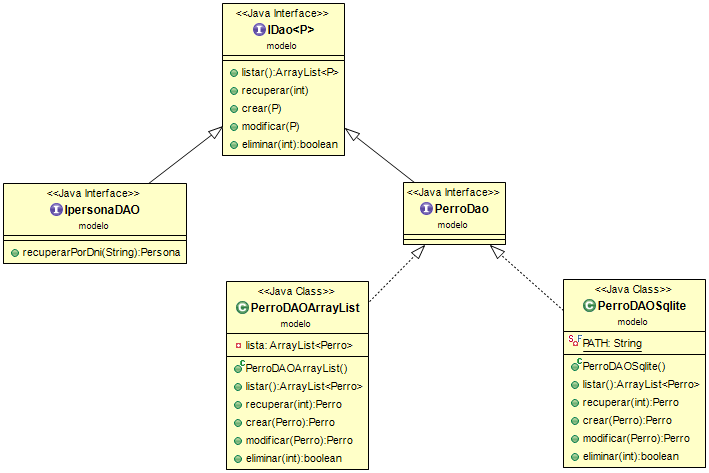 <<Java Interface>>
IDao<P>
modelo
listar():ArrayList<P>
recuperar(int)
crear(P)
modificar(P)
eliminar(int):boolean
<<Java Interface>>
IpersonaDAO
modelo
recuperarPorDni(String):Persona
<<Java Interface>>
PerroDao
modelo
<<Java Class>>
PerroDAOArrayList
modelo
lista: ArrayList<Perro>
PerroDAOArrayList()
listar():ArrayList<Perro>
recuperar(int):Perro
crear(Perro):Perro
modificar(Perro):Perro
eliminar(int):boolean
<<Java Class>>
PerroDAOSqlite
modelo
PATH: String
PerroDAOSqlite()
listar():ArrayList<Perro>
recuperar(int):Perro
crear(Perro):Perro
modificar(Perro):Perro
eliminar(int):boolean